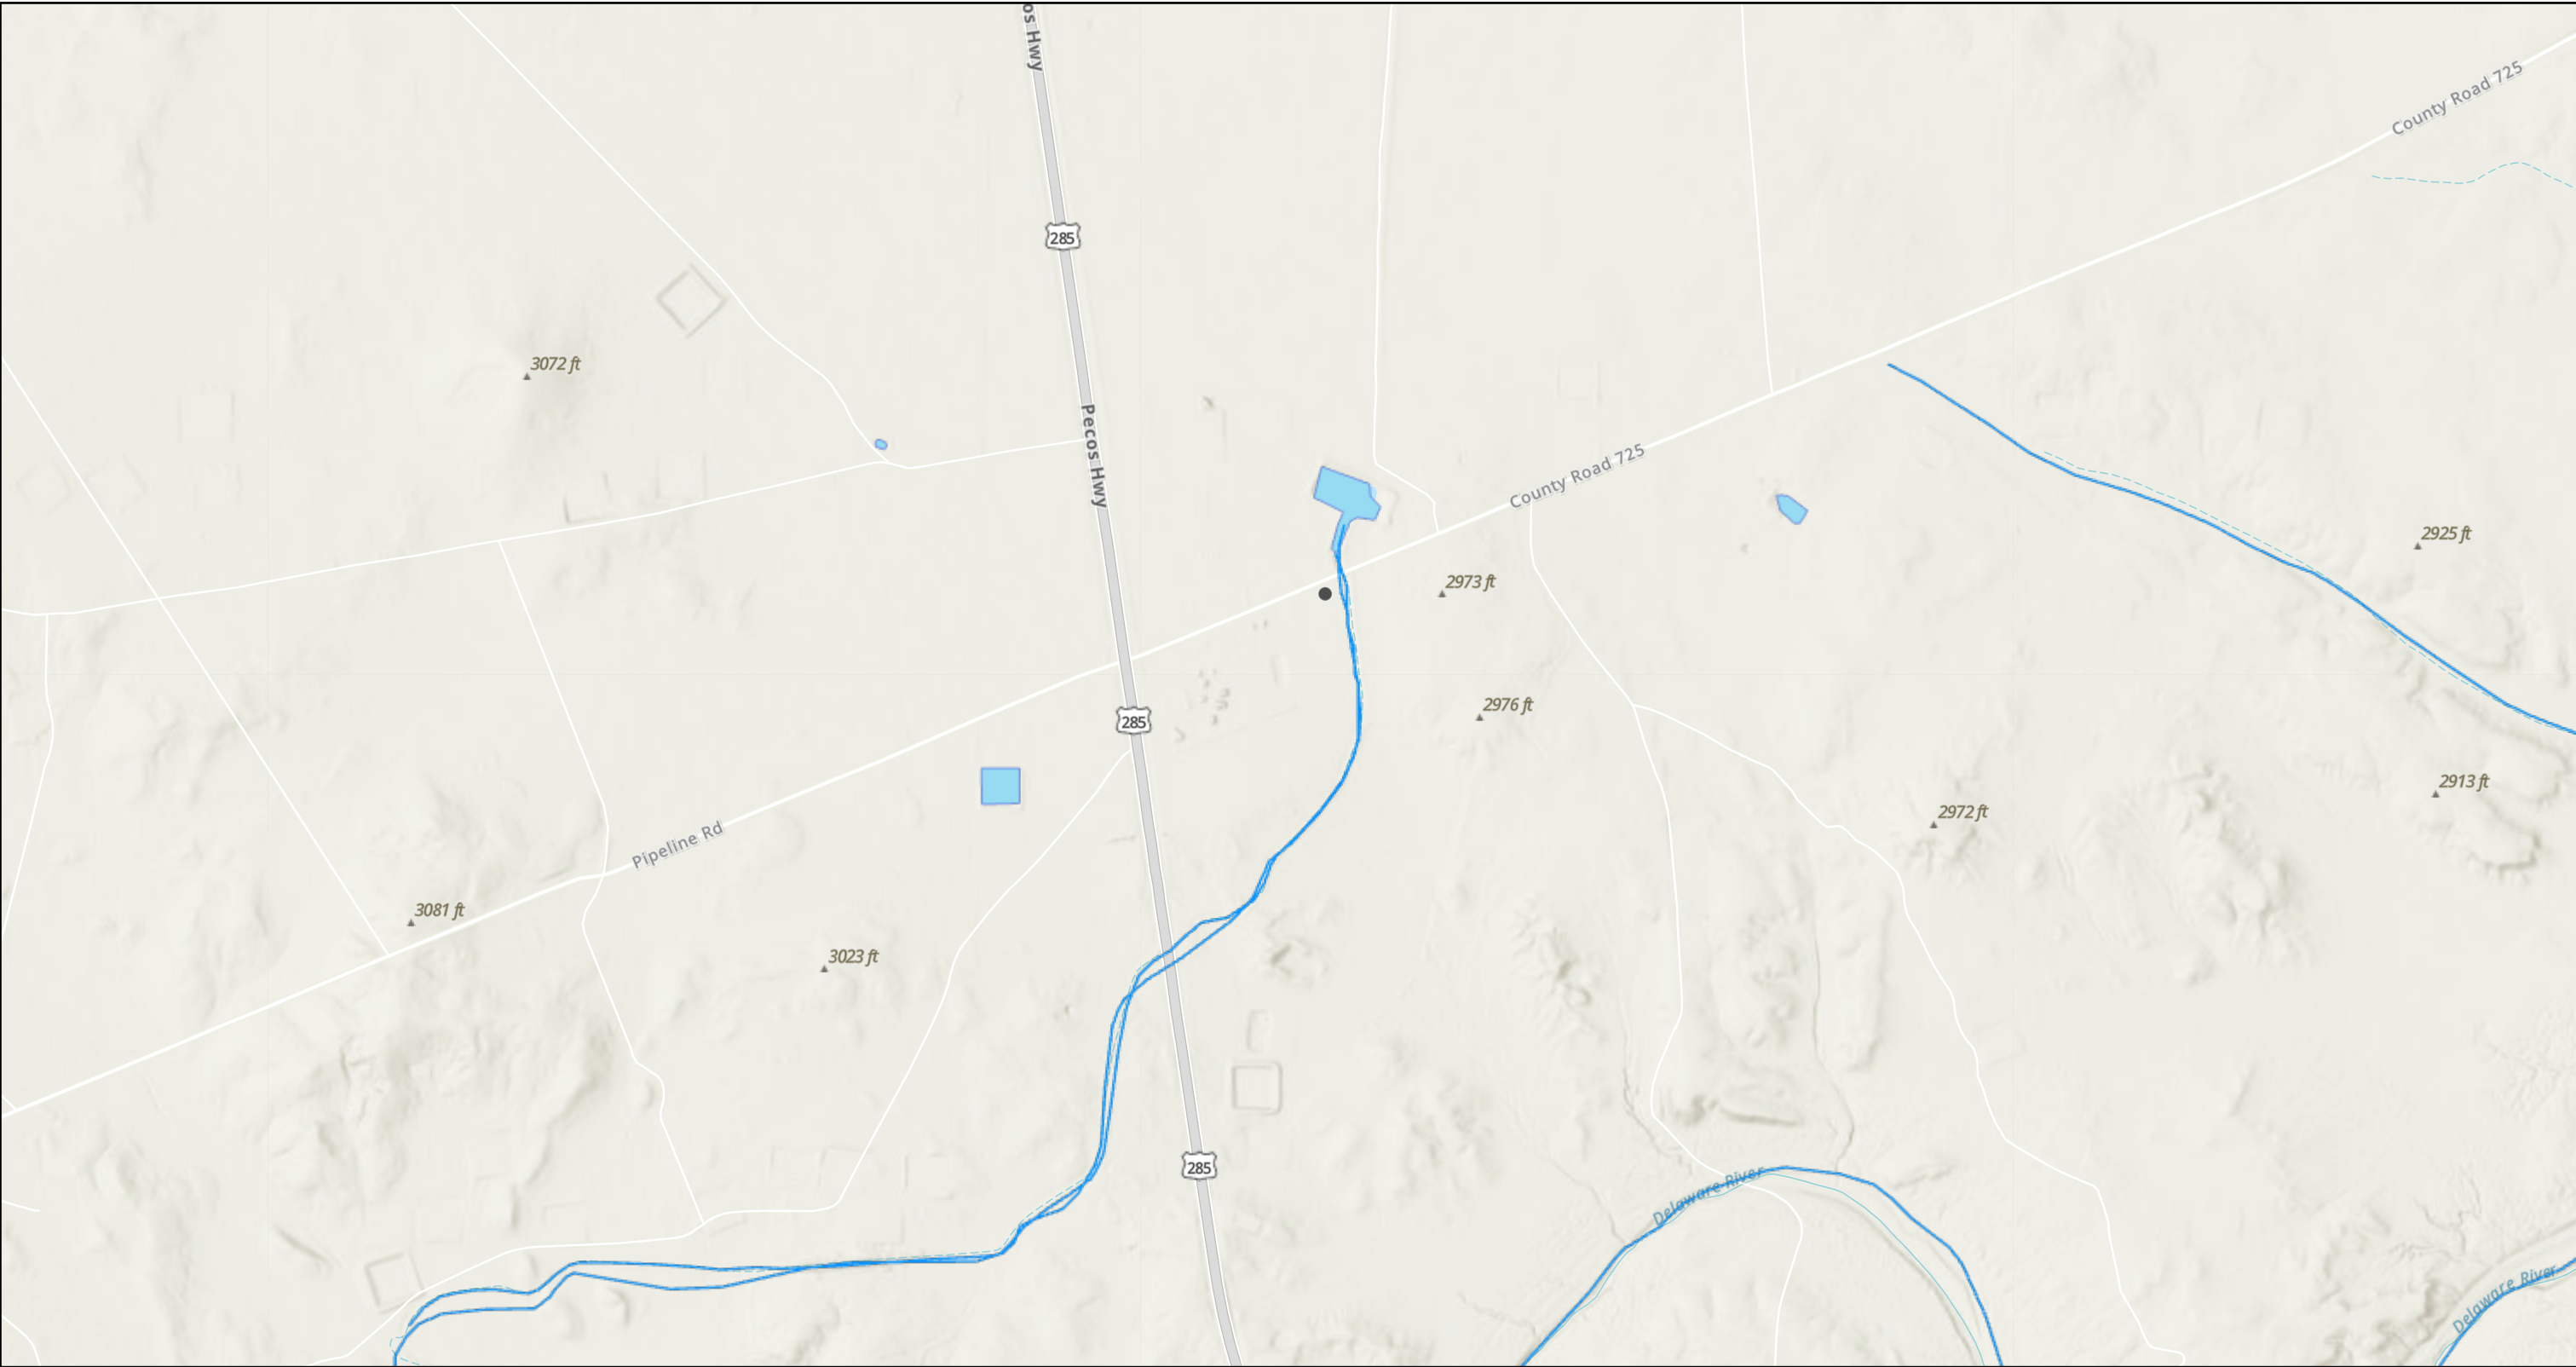 os Hwy
County Road 725
285
3072 ft
Pecos Hwy
County Road 725
2925 ft
2973 ft
2976 ft
285
2913 ft
2972 ft
Pipeline Rd
3081 ft
3023 ft
285
Delaware River
Delaware River